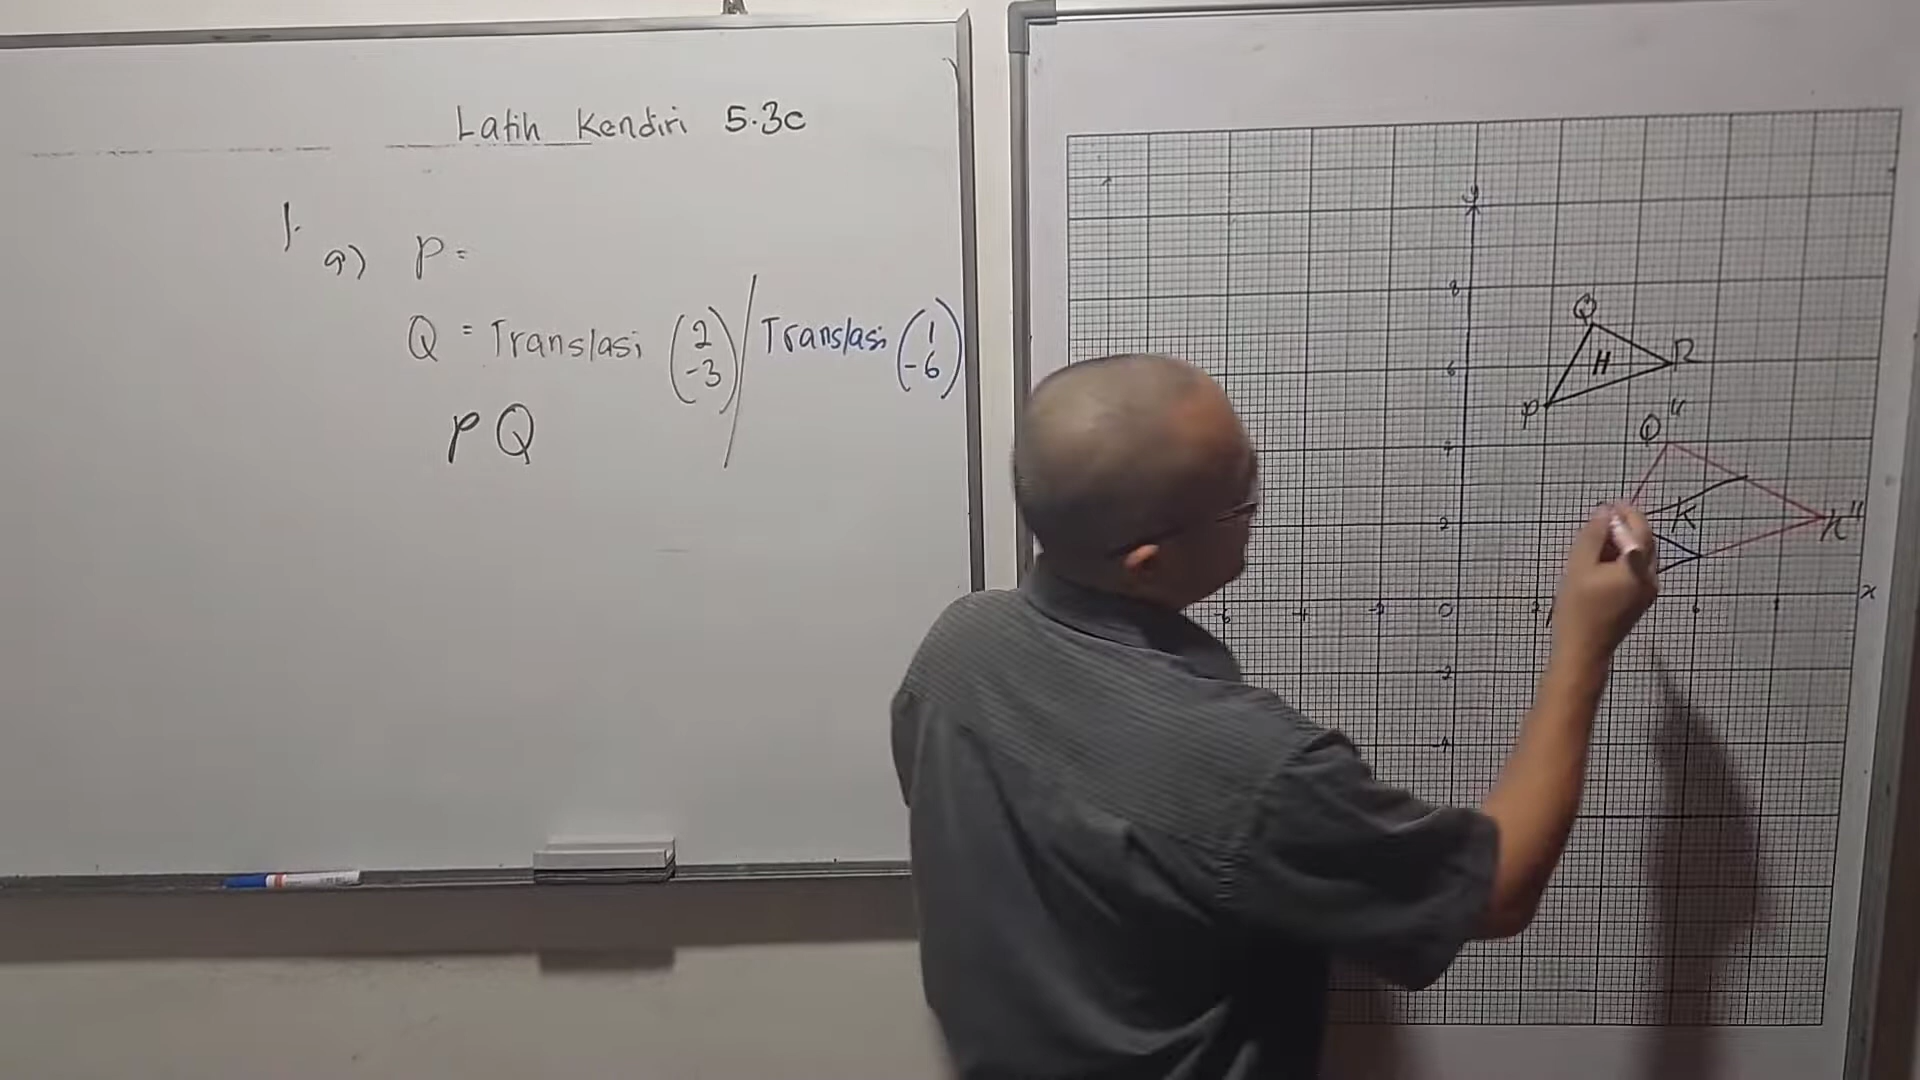 Latih Kendiri 5.3c
1.
a) P =
Q = Translasi (2 -3) / Translasi (1 -6)
P Q
y
8
Q
H
R
6
P
Q"
4
K
R"
2
x
-6
-4
-2
0
2
6
8
-2
-4